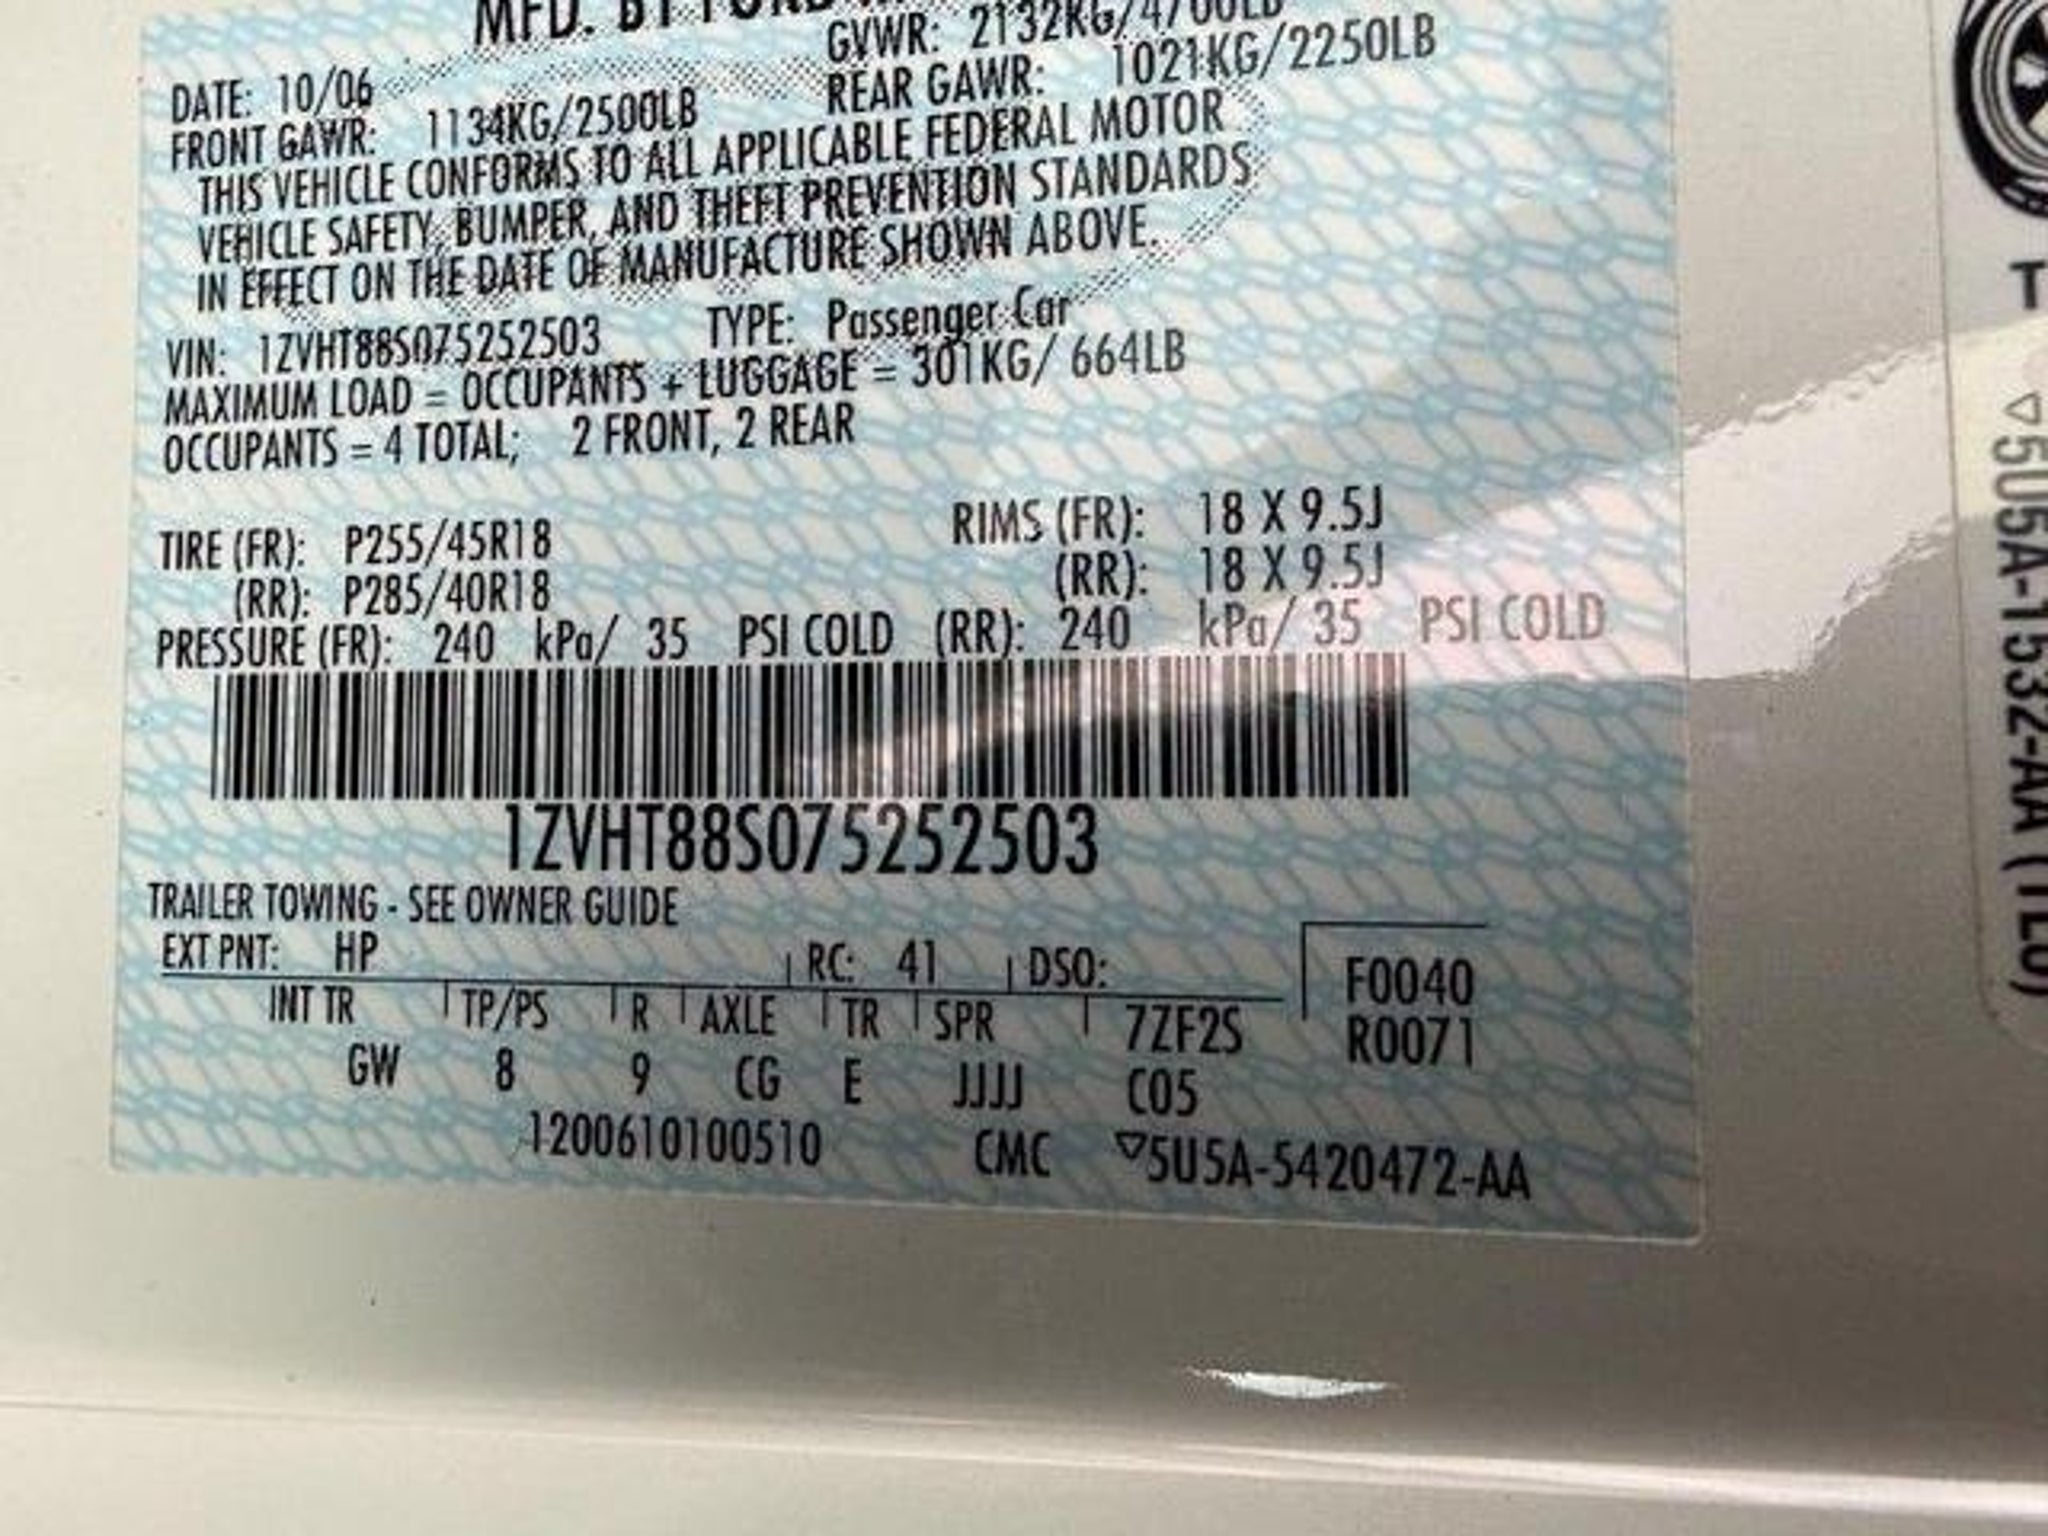 MFD. BY FORD
GVWR: 2132KG/4700LB
DATE: 10/06
REAR GAWR: 1021KG/2250LB
FRONT GAWR: 1134KG/2500LB
THIS VEHICLE CONFORMS TO ALL APPLICABLE FEDERAL MOTOR
VEHICLE SAFETY, BUMPER, AND THEFT PREVENTION STANDARDS
IN EFFECT ON THE DATE OF MANUFACTURE SHOWN ABOVE.
VIN: 1ZVHT88S075252503 TYPE: Passenger Car
MAXIMUM LOAD = OCCUPANTS + LUGGAGE = 301KG/ 664LB
OCCUPANTS = 4 TOTAL; 2 FRONT, 2 REAR
TIRE (FR): P255/45R18 RIMS (FR): 18 X 9.5J
(RR): P285/40R18 (RR): 18 X 9.5J
PRESSURE (FR): 240 kPa/ 35 PSI COLD (RR): 240 kPa/ 35 PSI COLD
1ZVHT88S075252503
TRAILER TOWING - SEE OWNER GUIDE
EXT PNT: HP RC: 41 DSO: F0040
INT TR TP/PS R AXLE TR SPR 7ZF2S R0071
GW 8 9 CG E JJJJ C05
1200610100510 CMC ▽5U5A-5420472-AA
T
▽5U5A-1532-AA (TLU)